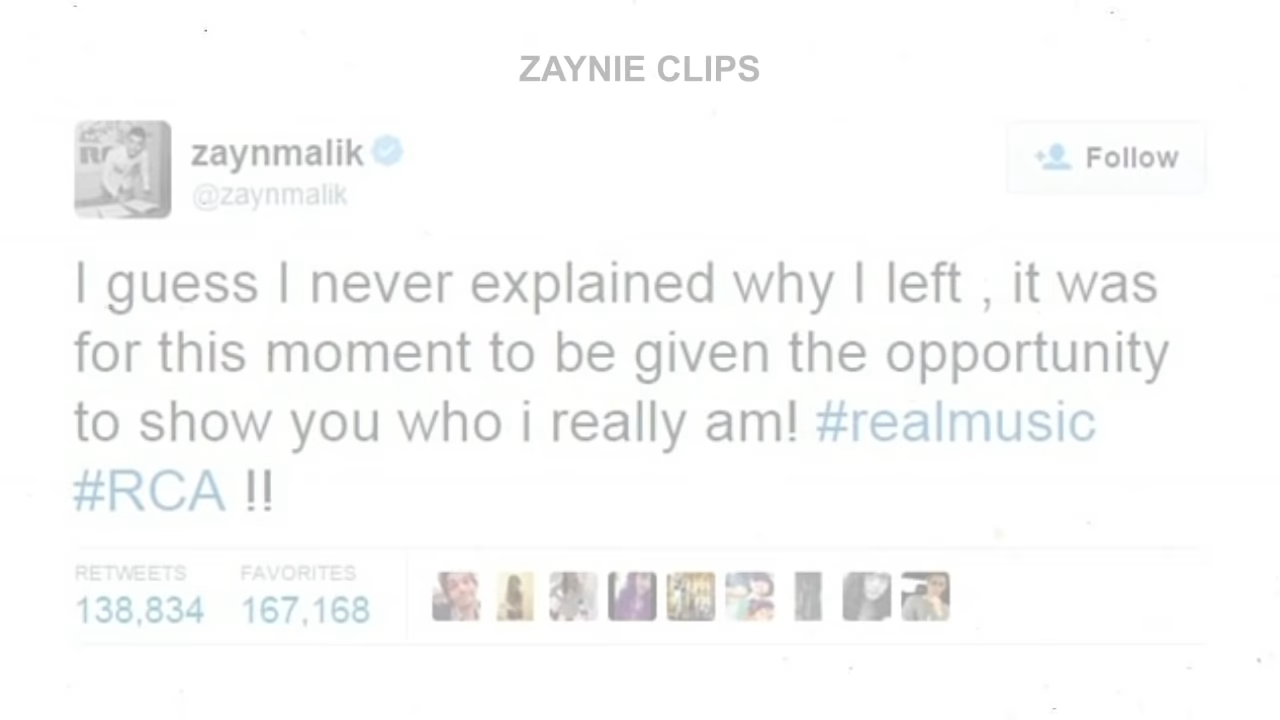 ZAYNIE CLIPS
zaynmalik
@zaynmalik
Follow
I guess I never explained why I left , it was
for this moment to be given the opportunity
to show you who i really am! #realmusic
#RCA !!
RETWEETS FAVORITES
138,834 167,168